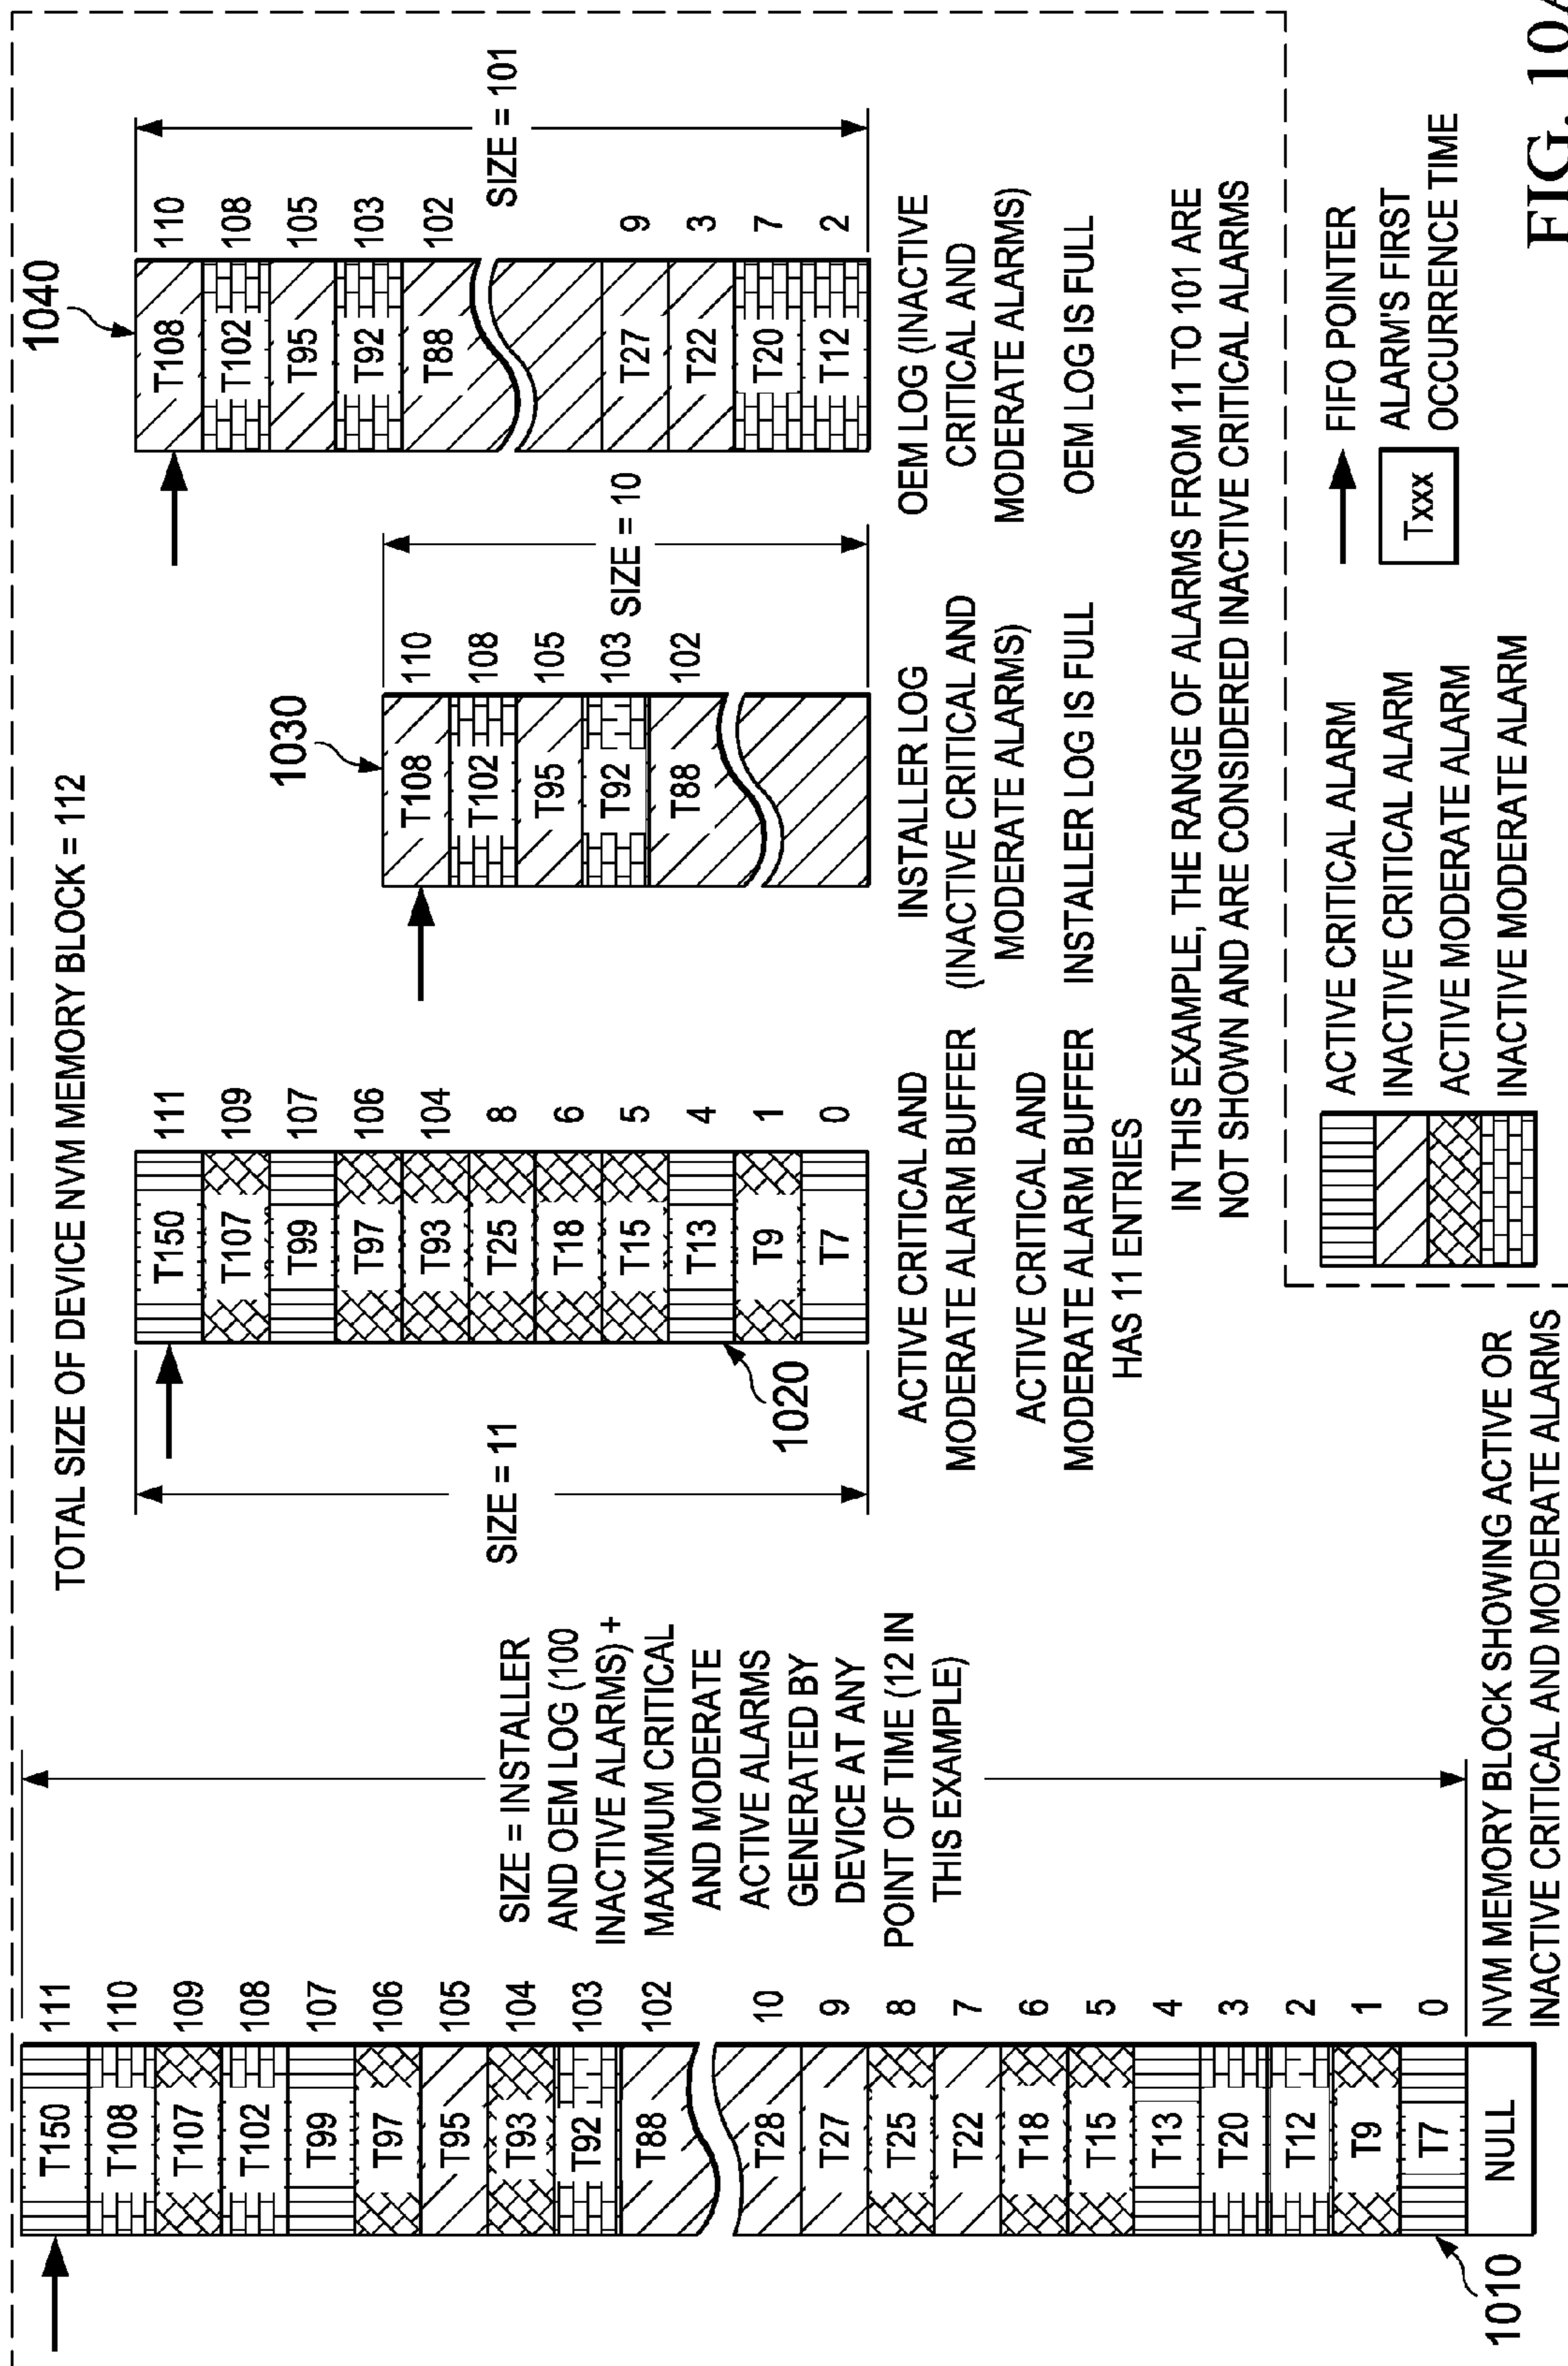 TOTAL SIZE OF DEVICE NVM MEMORY BLOCK = 112
T150 111
T108 110
T107 109
T102 108
T99 107
T97 106
T95 105
T93 104
T92 103
T88 102
T28 10
T27 9
T25 8
T22 7
T18 6
T15 5
T13 4
T20 3
T12 2
T9 1
T7 0
NULL
1010
SIZE = INSTALLER
AND OEM LOG (100
INACTIVE ALARMS) +
MAXIMUM CRITICAL
AND MODERATE
ACTIVE ALARMS
GENERATED BY
DEVICE AT ANY
POINT OF TIME (12 IN
THIS EXAMPLE)
NVM MEMORY BLOCK SHOWING ACTIVE OR
INACTIVE CRITICAL AND MODERATE ALARMS
SIZE = 11
T150 111
T107 109
T99 107
T97 106
T93 104
T25 8
T18 6
T15 5
T13 4
T9 1
T7 0
1020
ACTIVE CRITICAL AND
MODERATE ALARM BUFFER
ACTIVE CRITICAL AND
MODERATE ALARM BUFFER
HAS 11 ENTRIES
1030
T108 110
T102 108
T95 105
T92 103
T88 102
SIZE = 10
INSTALLER LOG
(INACTIVE CRITICAL AND
MODERATE ALARMS)
INSTALLER LOG IS FULL
1040
T108 110
T102 108
T95 105
T92 103
T88 102
T27 9
T22 3
T20 7
T12 2
SIZE = 101
OEM LOG (INACTIVE
CRITICAL AND
MODERATE ALARMS)
OEM LOG IS FULL
IN THIS EXAMPLE, THE RANGE OF ALARMS FROM 11 TO 101 ARE
NOT SHOWN AND ARE CONSIDERED INACTIVE CRITICAL ALARMS
ACTIVE CRITICAL ALARM
INACTIVE CRITICAL ALARM
ACTIVE MODERATE ALARM
INACTIVE MODERATE ALARM
FIFO POINTER
Txxx
ALARM'S FIRST
OCCURRENCE TIME
FIG. 10A